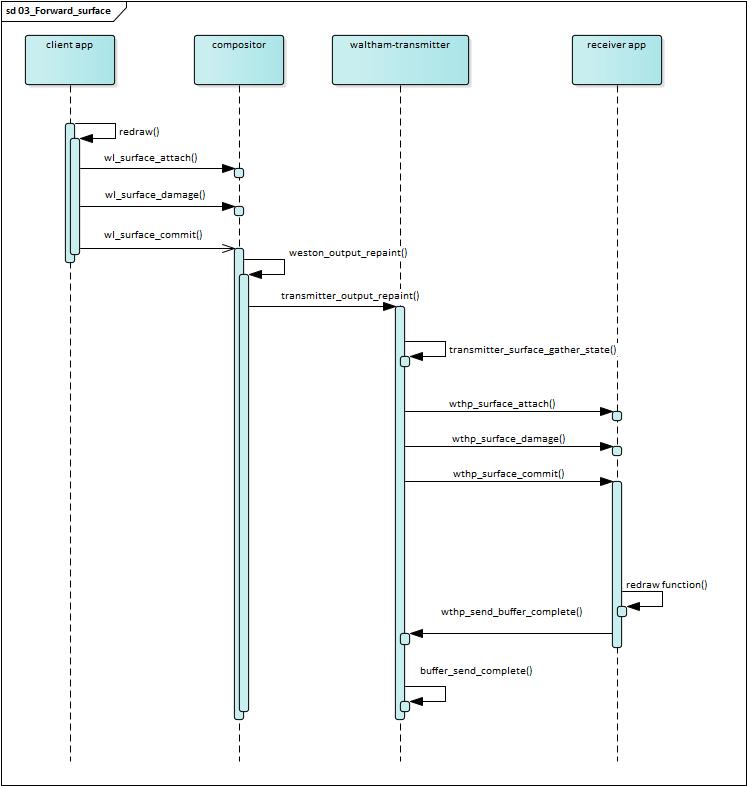 sd 03_Forward_surface
client app
compositor
waltham-transmitter
receiver app
redraw()
wl_surface_attach()
wl_surface_damage()
wl_surface_commit()
weston_output_repaint()
transmitter_output_repaint()
transmitter_surface_gather_state()
wthp_surface_attach()
wthp_surface_damage()
wthp_surface_commit()
redraw function()
wthp_send_buffer_complete()
buffer_send_complete()